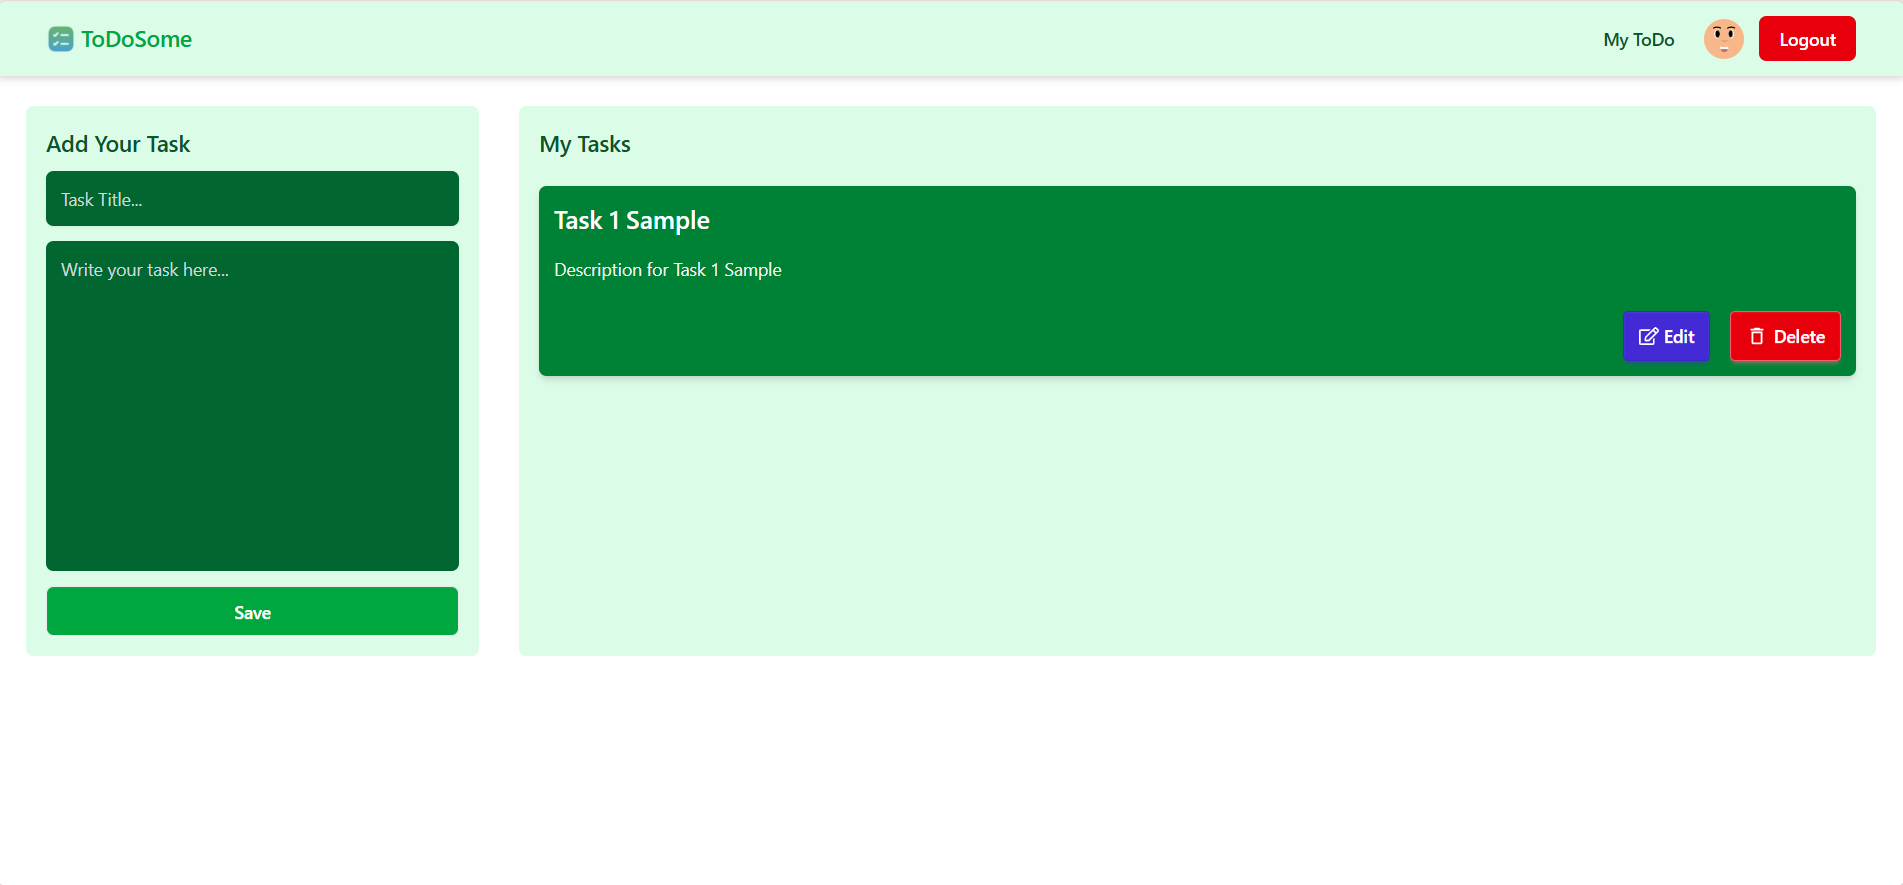 ToDoSome
My ToDo
Logout
Add Your Task
Task Title...
Write your task here...
Save
My Tasks
Task 1 Sample
Description for Task 1 Sample
Edit
Delete